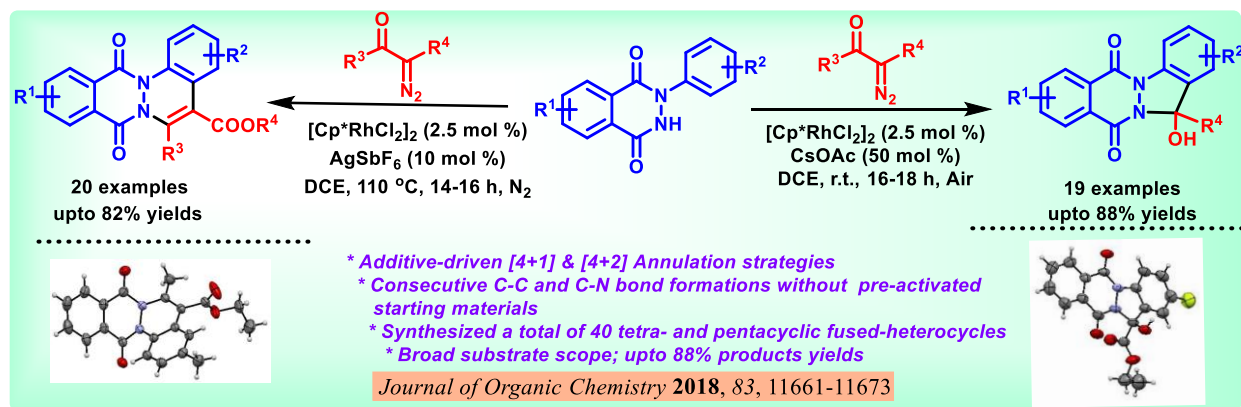 O
R²
R¹
N
N
COOR⁴
R³
O
20 examples
upto 82% yields
O
R³
R⁴
N₂
[Cp*RhCl₂]₂ (2.5 mol %)
AgSbF₆ (10 mol %)
DCE, 110 °C, 14-16 h, N₂
O
R²
R¹
N
NH
O
O
R³
R⁴
N₂
[Cp*RhCl₂]₂ (2.5 mol %)
CsOAc (50 mol %)
DCE, r.t., 16-18 h, Air
O
R²
R¹
N
N
R⁴
OH
O
19 examples
upto 88% yields
* Additive-driven [4+1] & [4+2] Annulation strategies
* Consecutive C-C and C-N bond formations without pre-activated
starting materials
* Synthesized a total of 40 tetra- and pentacyclic fused-heterocycles
* Broad substrate scope; upto 88% products yields
Journal of Organic Chemistry 2018, 83, 11661-11673